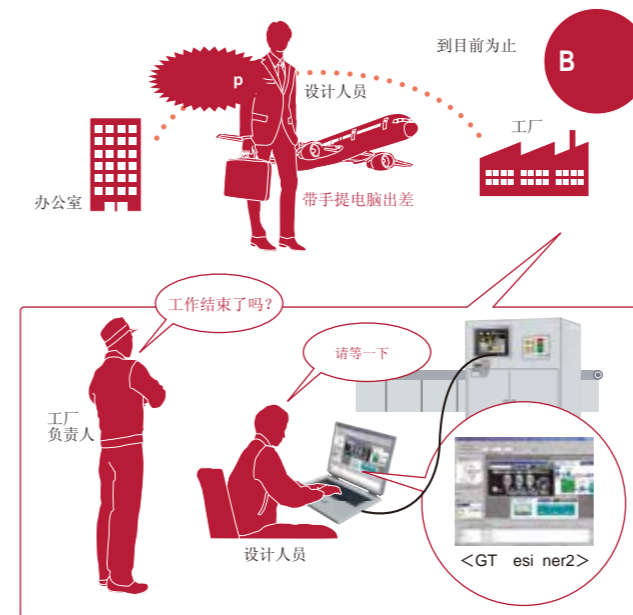 到目前为止
B
p
设计人员
工厂
办公室
带手提电脑出差
工作结束了吗？
请等一下
工厂
负责人
设计人员
＜GT esi ner2＞